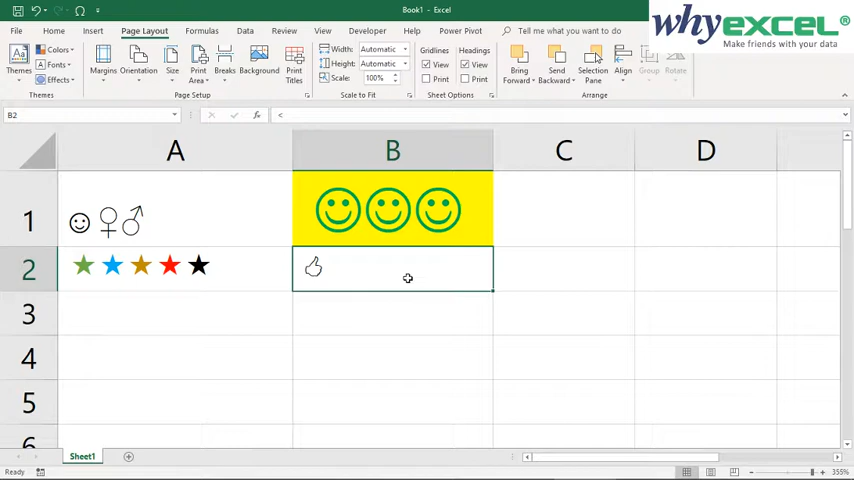 Book1 - Excel
whyEXCEL®
Make friends with your data
File Home Insert Page Layout Formulas Data Review View Developer Help Power Pivot Tell me what you want to do
Themes
Colors
Fonts
Effects
Themes
Margins
Orientation
Size
Print Area
Breaks
Background
Print Titles
Page Setup
Width: Automatic
Height: Automatic
Scale: 100%
Scale to Fit
Gridlines
View
Print
Headings
View
Print
Sheet Options
Bring Forward
Send Backward
Selection Pane
Align
Group
Rotate
Arrange
B2 fx <
A B C D
1 ☺♀♂ ☺☺☺
2 ★★★★★ 👍
3
4
5
Sheet1
Ready 355%